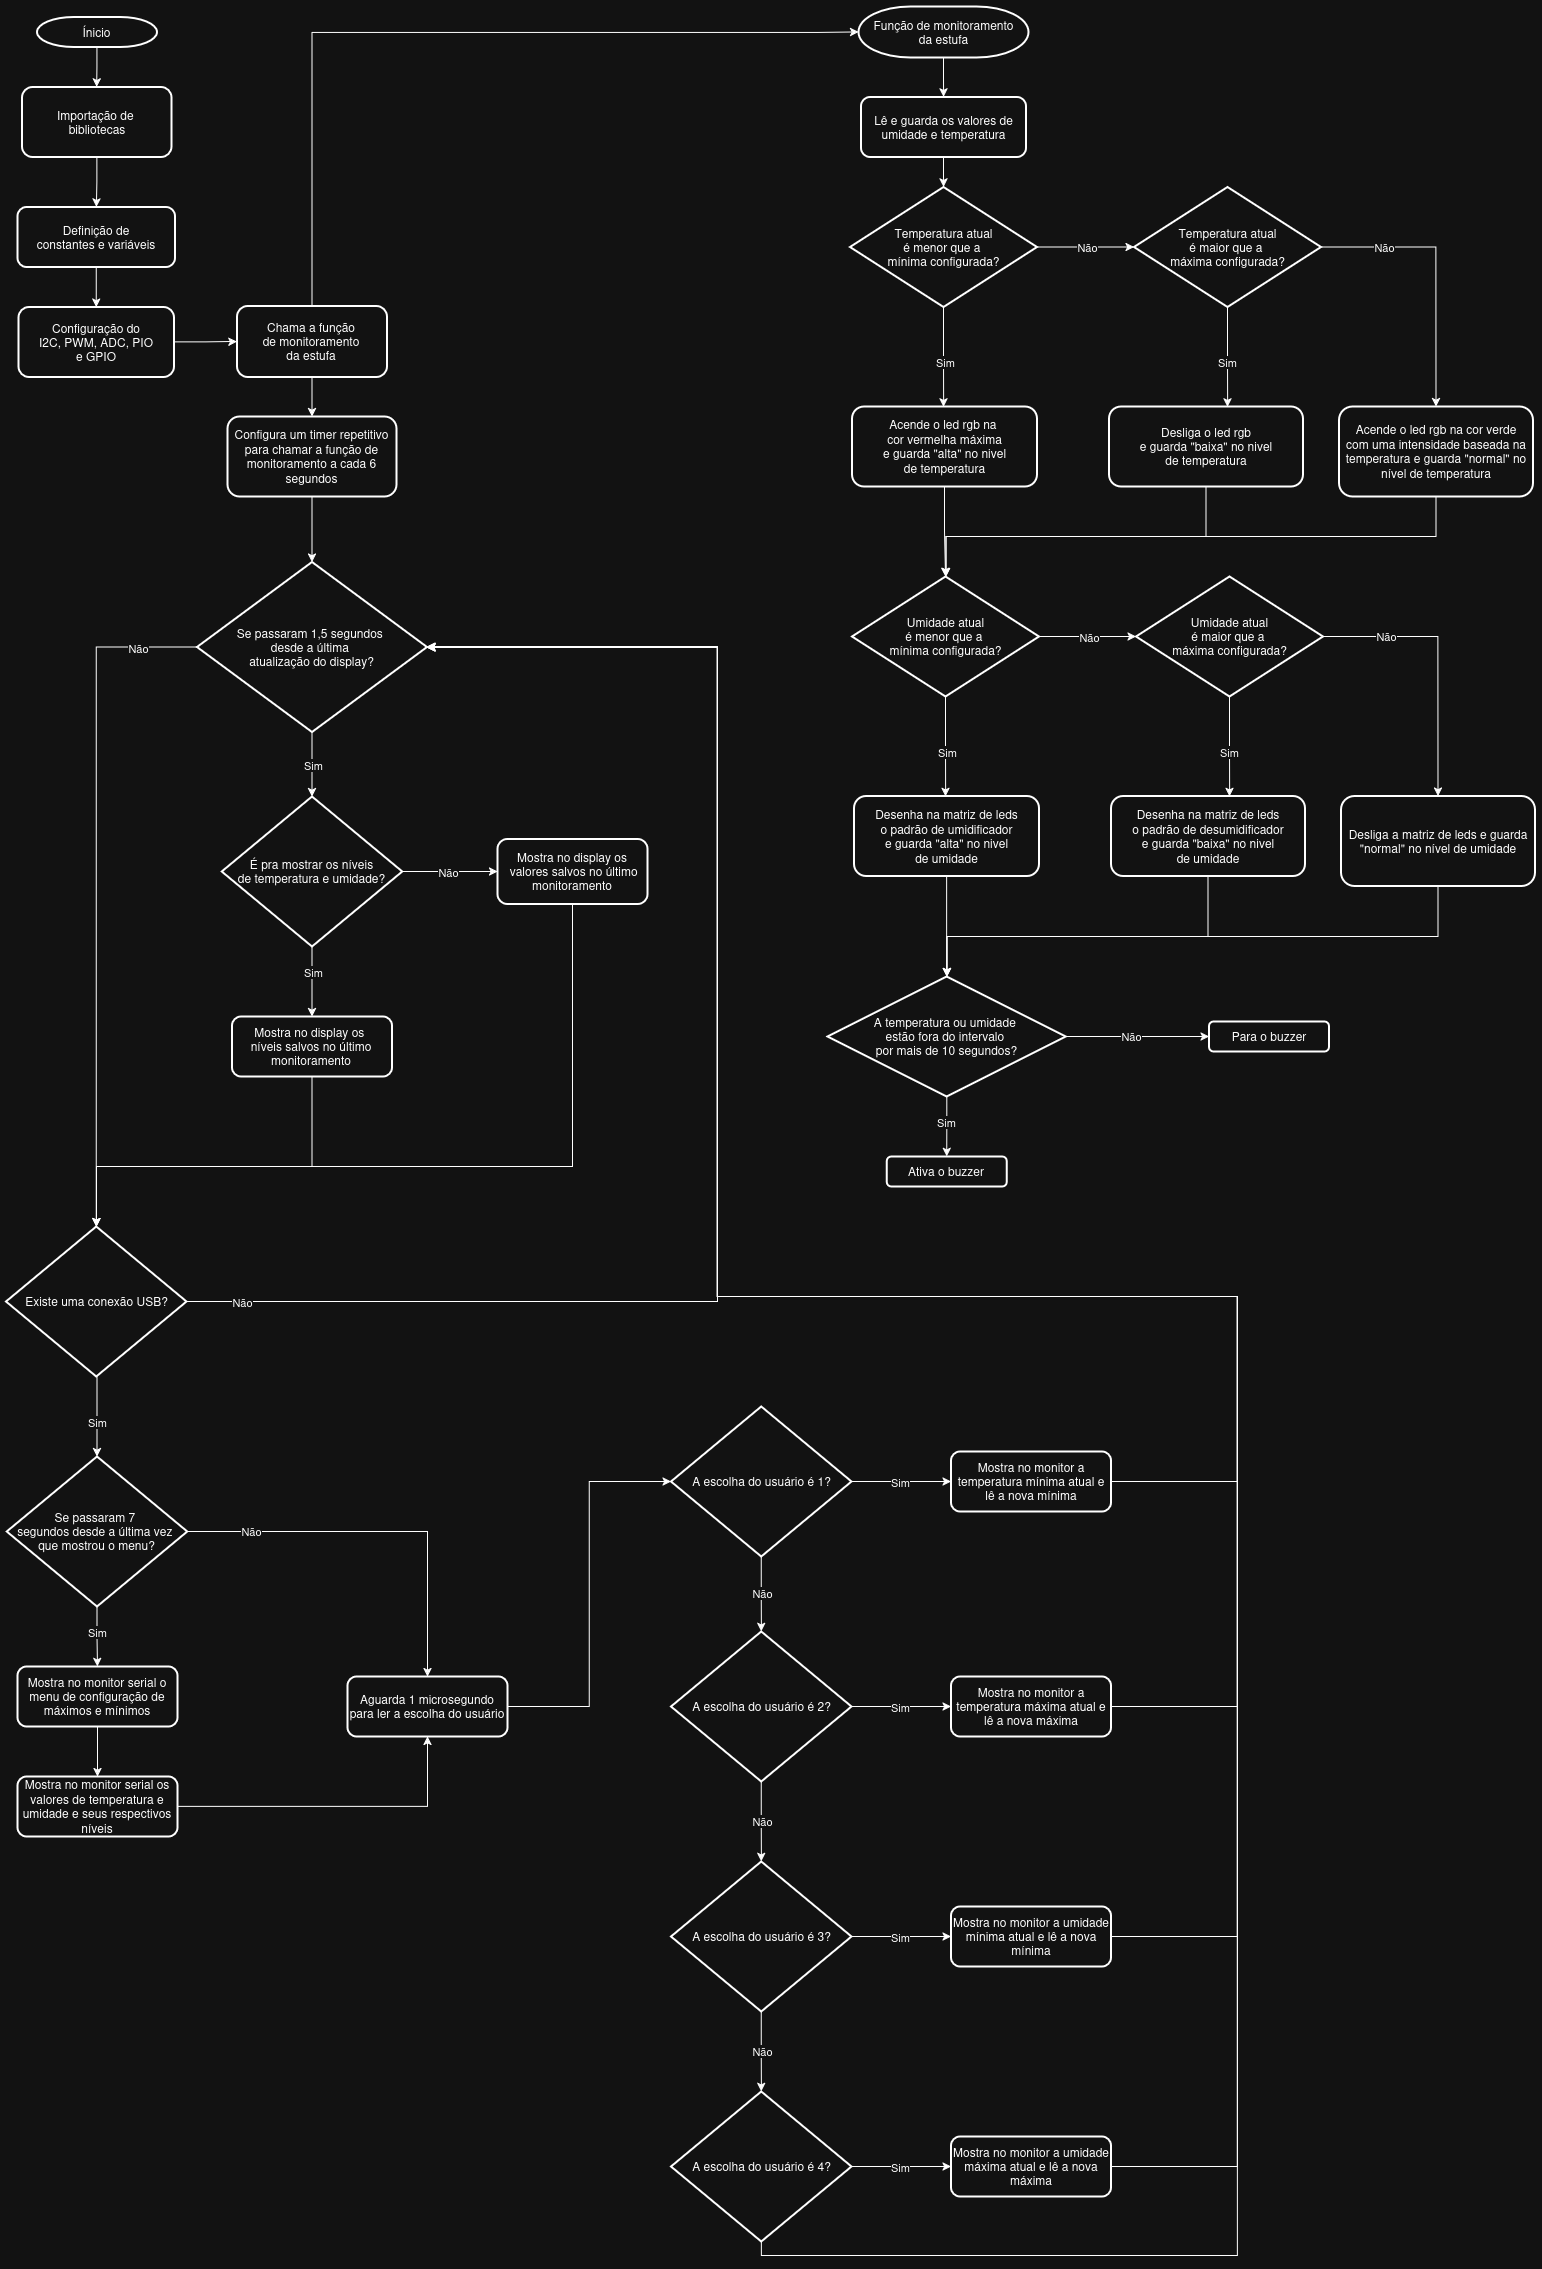 Ínicio
Importação de
bibliotecas
Definição de
constantes e variáveis
Configuração do
I2C, PWM, ADC, PIO
e GPIO
Chama a função
de monitoramento
da estufa
Configura um timer repetitivo
para chamar a função de
monitoramento a cada 6
segundos
Se passaram 1,5 segundos
desde a última
atualização do display?
Não
Sim
É pra mostrar os níveis
de temperatura e umidade?
Não
Mostra no display os
valores salvos no último
monitoramento
Sim
Mostra no display os
níveis salvos no último
monitoramento
Existe uma conexão USB?
Não
Sim
Se passaram 7
segundos desde a última vez
que mostrou o menu?
Não
Sim
Mostra no monitor serial o
menu de configuração de
máximos e mínimos
Mostra no monitor serial os
valores de temperatura e
umidade e seus respectivos
níveis
Aguarda 1 microsegundo
para ler a escolha do usuário
A escolha do usuário é 1?
Sim
Mostra no monitor a
temperatura mínima atual e
lê a nova mínima
Não
A escolha do usuário é 2?
Sim
Mostra no monitor a
temperatura máxima atual e
lê a nova máxima
Não
A escolha do usuário é 3?
Sim
Mostra no monitor a umidade
mínima atual e lê a nova
mínima
Não
A escolha do usuário é 4?
Sim
Mostra no monitor a umidade
máxima atual e lê a nova
máxima
Função de monitoramento
da estufa
Lê e guarda os valores de
umidade e temperatura
Temperatura atual
é menor que a
mínima configurada?
Não
Temperatura atual
é maior que a
máxima configurada?
Não
Sim
Sim
Acende o led rgb na
cor vermelha máxima
e guarda "alta" no nivel
de temperatura
Desliga o led rgb
e guarda "baixa" no nivel
de temperatura
Acende o led rgb na cor verde
com uma intensidade baseada na
temperatura e guarda "normal" no
nível de temperatura
Umidade atual
é menor que a
mínima configurada?
Não
Umidade atual
é maior que a
máxima configurada?
Não
Sim
Sim
Desenha na matriz de leds
o padrão de umidificador
e guarda "alta" no nivel
de umidade
Desenha na matriz de leds
o padrão de desumidificador
e guarda "baixa" no nivel
de umidade
Desliga a matriz de leds e guarda
"normal" no nível de umidade
A temperatura ou umidade
estão fora do intervalo
por mais de 10 segundos?
Não
Para o buzzer
Sim
Ativa o buzzer